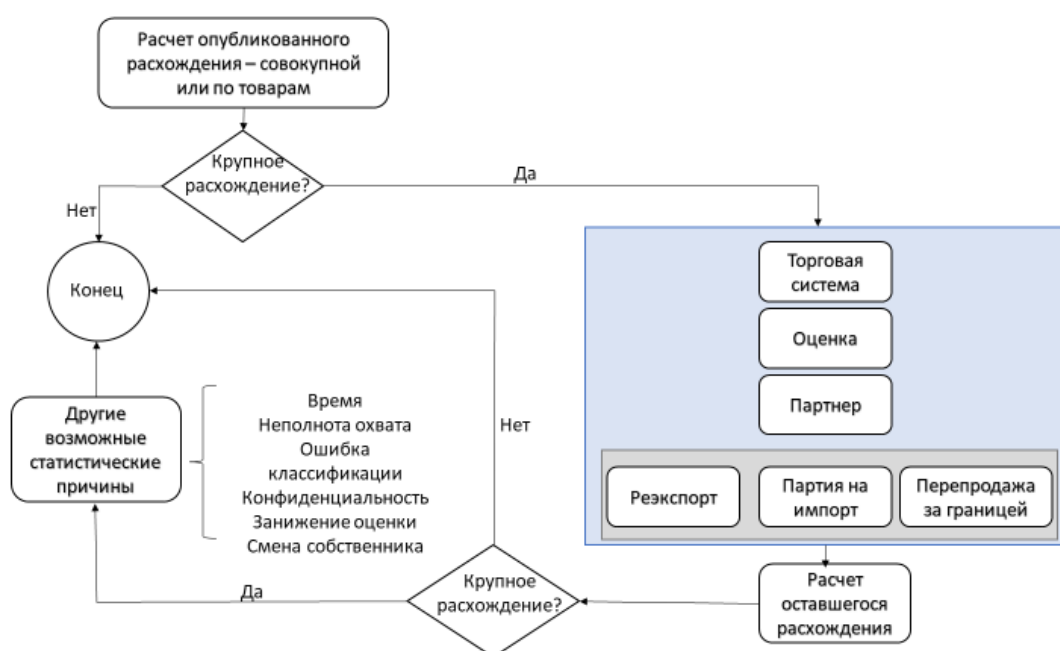 Расчет опубликованного
расхождения – совокупной
или по товарам
Крупное
расхождение?
Да
Нет
Конец
Торговая
система
Оценка
Партнер
Реэкспорт
Партия на
импорт
Перепродажа
за границей
Расчет
оставшегося
расхождения
Крупное
расхождение?
Нет
Да
Другие
возможные
статистические
причины
Время
Неполнота охвата
Ошибка
классификации
Конфиденциальность
Занижение оценки
Смена собственника